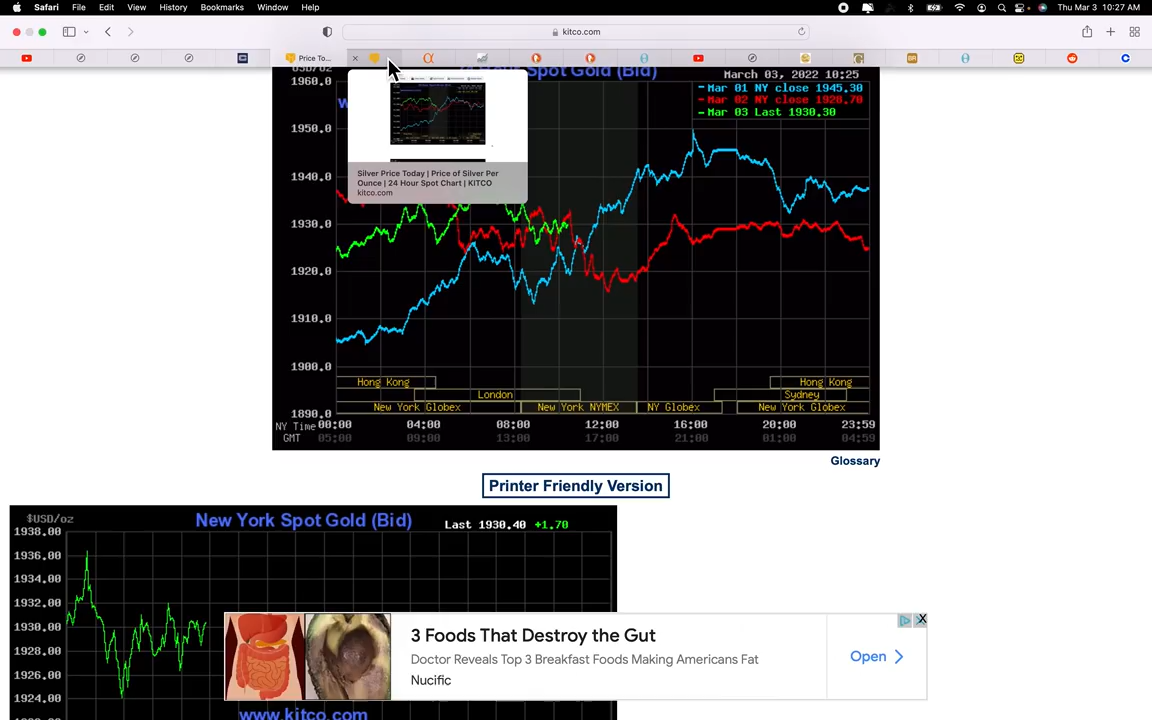 Safari File Edit View History Bookmarks Window Help Thu Mar 3 10:27 AM
kitco.com
Price To...
Spot Gold (Bid)
March 03, 2022 10:25
Mar 01 NY close 1945.30
Mar 02 NY close 1928.70
Mar 03 Last 1930.30
Silver Price Today | Price of Silver Per
Ounce | 24 Hour Spot Chart | KITCO
kitco.com
1960.0
1950.0
1940.0
1930.0
1920.0
1910.0
1900.0
1890.0
Hong Kong Hong Kong
London Sydney
New York Globex New York NYMEX NY Globex New York Globex
NY Time 00:00 04:00 08:00 12:00 16:00 20:00 23:59
GMT 05:00 09:00 13:00 17:00 21:00 01:00 04:59
Glossary
Printer Friendly Version
$USD/oz New York Spot Gold (Bid) Last 1930.40 +1.70
1938.00
1936.00
1934.00
1932.00
1930.00
1928.00
1926.00
1924.00
www.kitco.com
3 Foods That Destroy the Gut
Doctor Reveals Top 3 Breakfast Foods Making Americans Fat
Nucific
Open